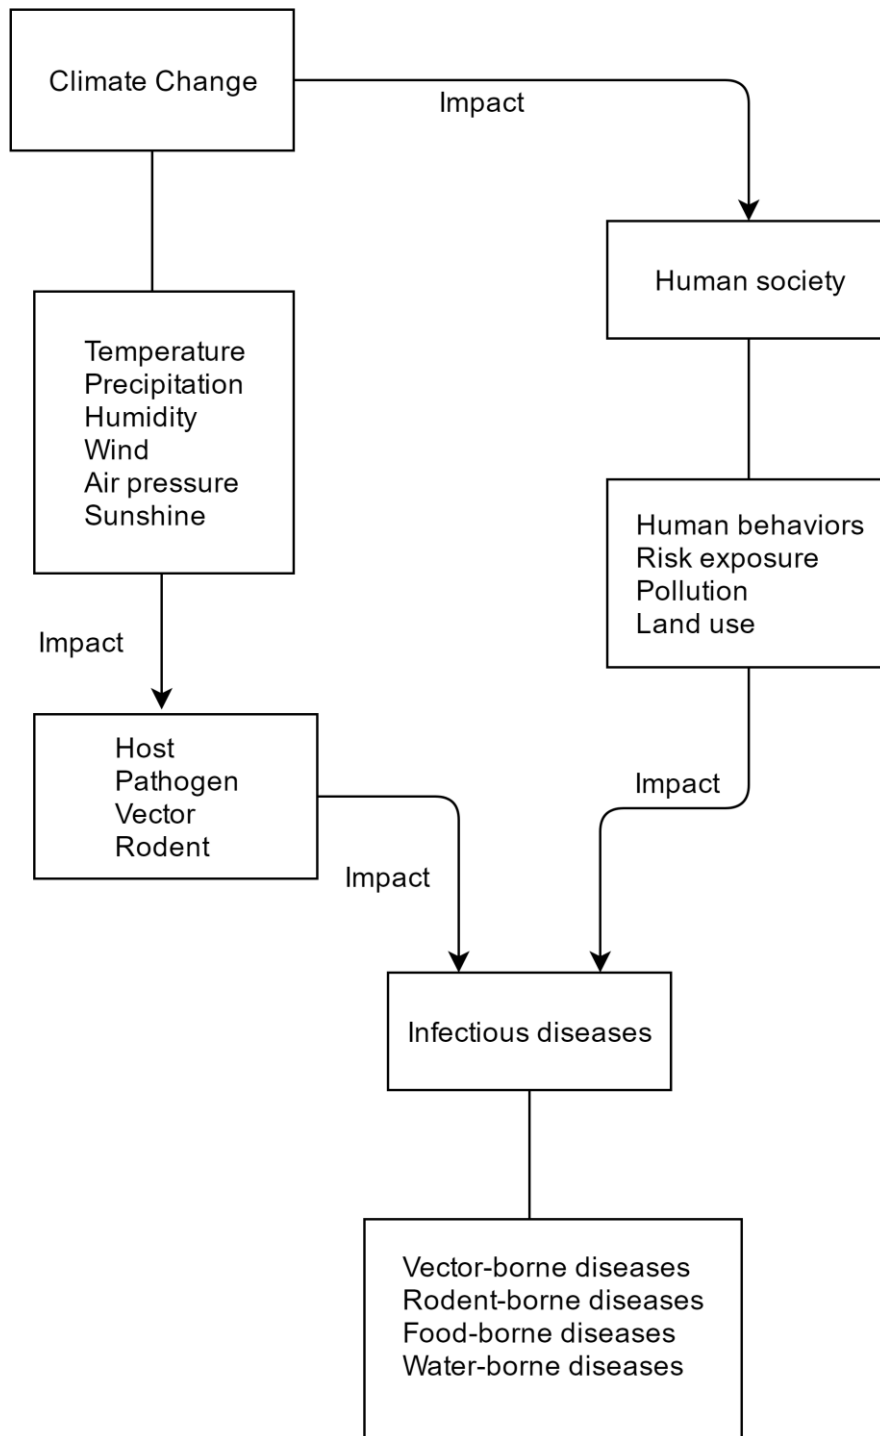 Climate Change
Impact
Human society
Temperature
Precipitation
Humidity
Wind
Air pressure
Sunshine
Human behaviors
Risk exposure
Pollution
Land use
Impact
Host
Pathogen
Vector
Rodent
Impact
Impact
Infectious diseases
Vector-borne diseases
Rodent-borne diseases
Food-borne diseases
Water-borne diseases